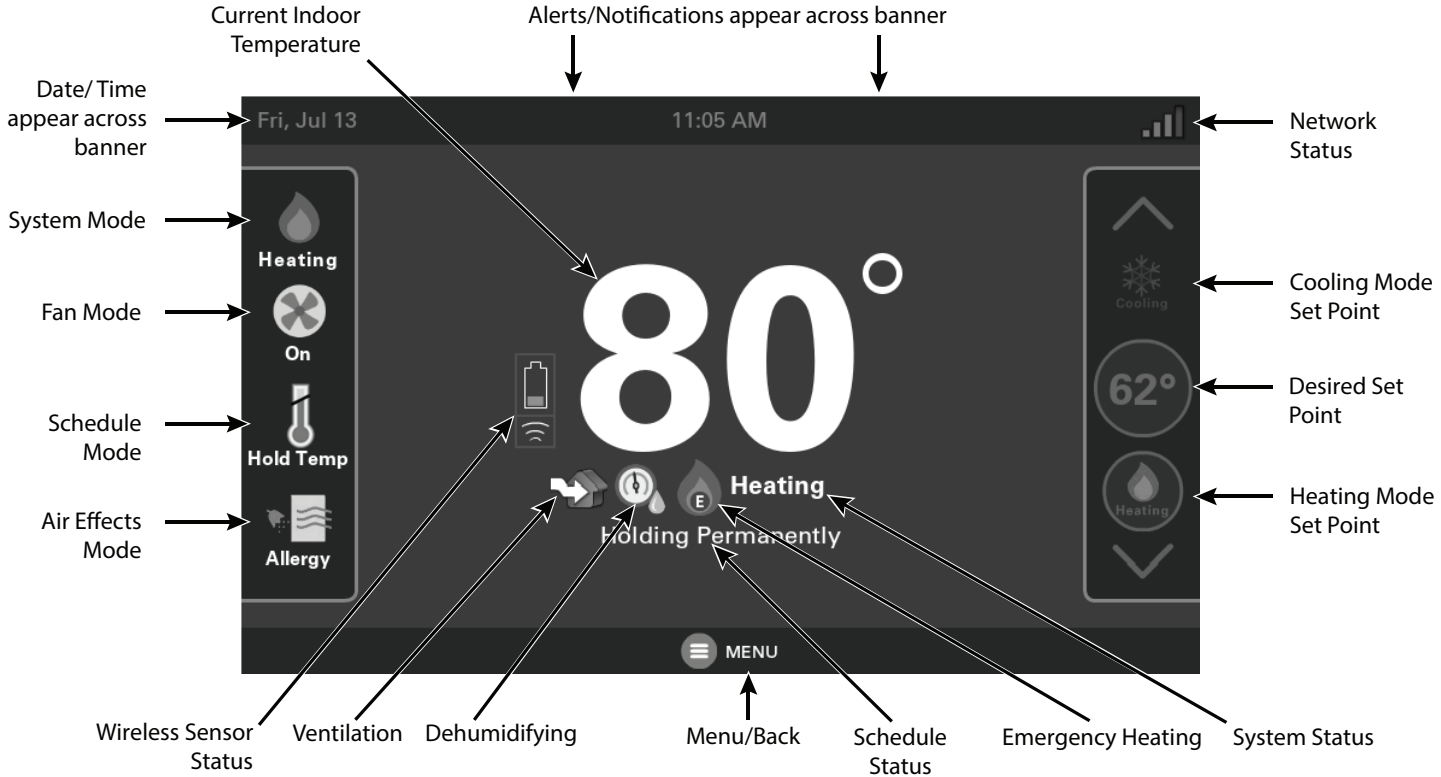 Current Indoor
Temperature
Alerts/Notifications appear across banner
Date/ Time
appear across
banner
Fri, Jul 13
11:05 AM
Network
Status
System Mode
Heating
Fan Mode
On
Schedule
Mode
Hold Temp
Air Effects
Mode
Allergy
80°
Cooling
Cooling Mode
Set Point
62°
Desired Set
Point
Heating
Heating Mode
Set Point
E
Heating
Holding Permanently
MENU
Wireless Sensor
Status
Ventilation
Dehumidifying
Menu/Back
Schedule
Status
Emergency Heating
System Status